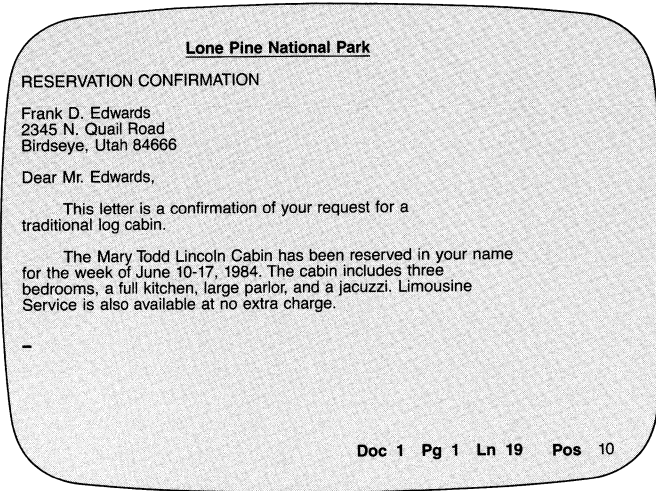 Lone Pine National Park
RESERVATION CONFIRMATION
Frank D. Edwards
2345 N. Quail Road
Birdseye, Utah 84666
Dear Mr. Edwards,
This letter is a confirmation of your request for a
traditional log cabin.
The Mary Todd Lincoln Cabin has been reserved in your name
for the week of June 10-17, 1984. The cabin includes three
bedrooms, a full kitchen, large parlor, and a jacuzzi. Limousine
Service is also available at no extra charge.
Doc 1 Pg 1 Ln 19 Pos 10